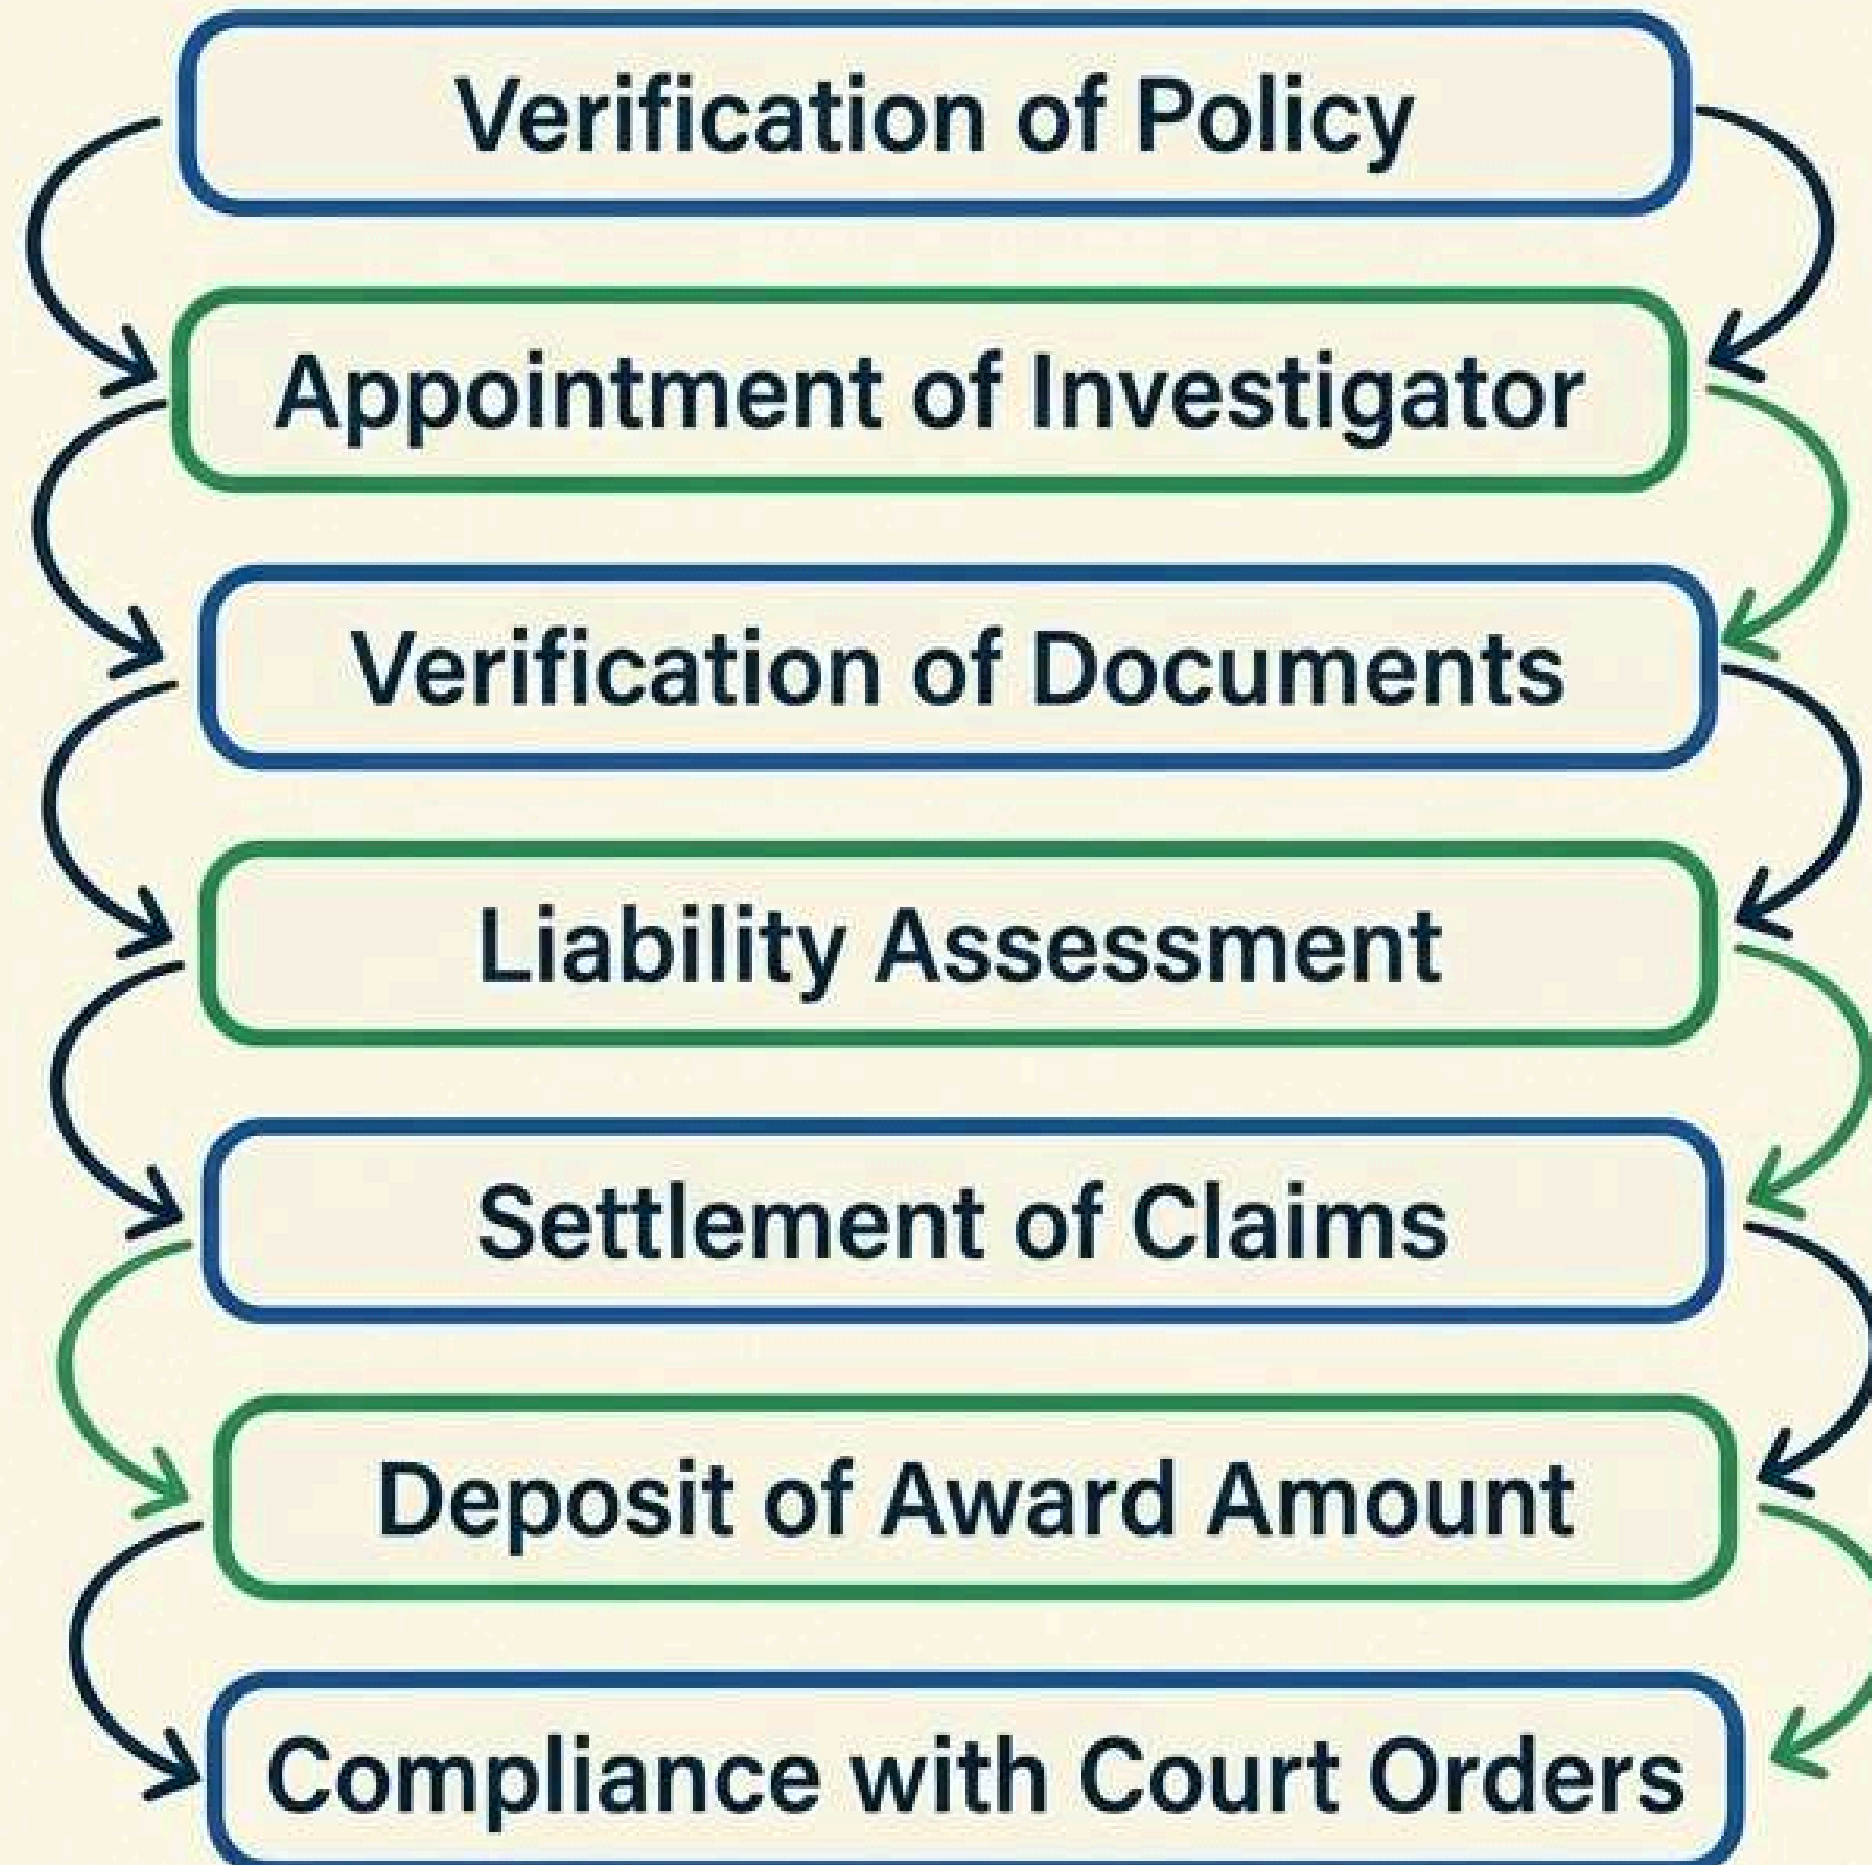 Verification of Policy
Appointment of Investigator
Verification of Documents
Liability Assessment
Settlement of Claims
Deposit of Award Amount
Compliance with Court Orders